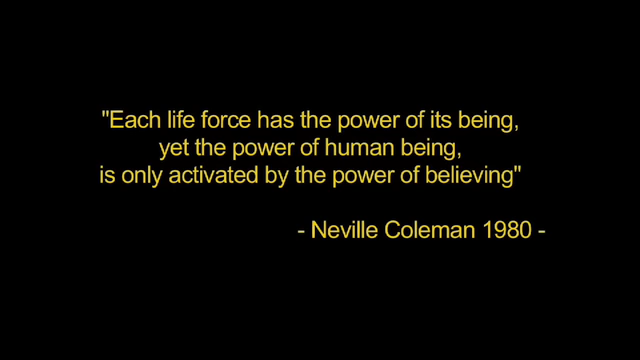 "Each life force has the power of its being,
yet the power of human being,
is only activated by the power of believing"
- Neville Coleman 1980 -